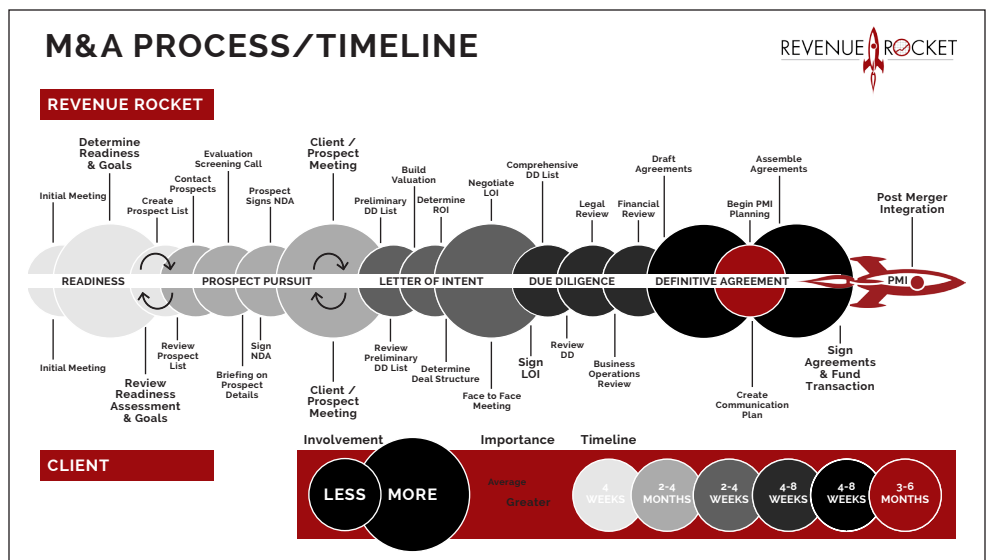 M&A PROCESS/TIMELINE
REVENUE ROCKET
REVENUE ROCKET
Determine
Readiness
& Goals
Initial Meeting
Create
Prospect List
Contact
Prospects
Evaluation
Screening Call
Prospect
Signs NDA
Client /
Prospect
Meeting
Preliminary
DD List
Build
Valuation
Determine
ROI
Negotiate
LOI
Comprehensive
DD List
Legal
Review
Financial
Review
Draft
Agreements
Begin PMI
Planning
Assemble
Agreements
Post Merger
Integration
READINESS
PROSPECT PURSUIT
LETTER OF INTENT
DUE DILIGENCE
DEFINITIVE AGREEMENT
PMI
Initial Meeting
Review
Readiness
Assessment
& Goals
Review
Prospect
List
Briefing on
Prospect
Details
Sign
NDA
Client /
Prospect
Meeting
Review
Preliminary
DD List
Determine
Deal Structure
Face to Face
Meeting
Sign
LOI
Review
DD
Business
Operations
Review
Create
Communication
Plan
Sign
Agreements
& Fund
Transaction
CLIENT
Involvement
LESS
MORE
Importance
Average
Greater
Timeline
4
WEEKS
2-4
MONTHS
2-4
WEEKS
4-8
WEEKS
4-8
WEEKS
3-6
MONTHS